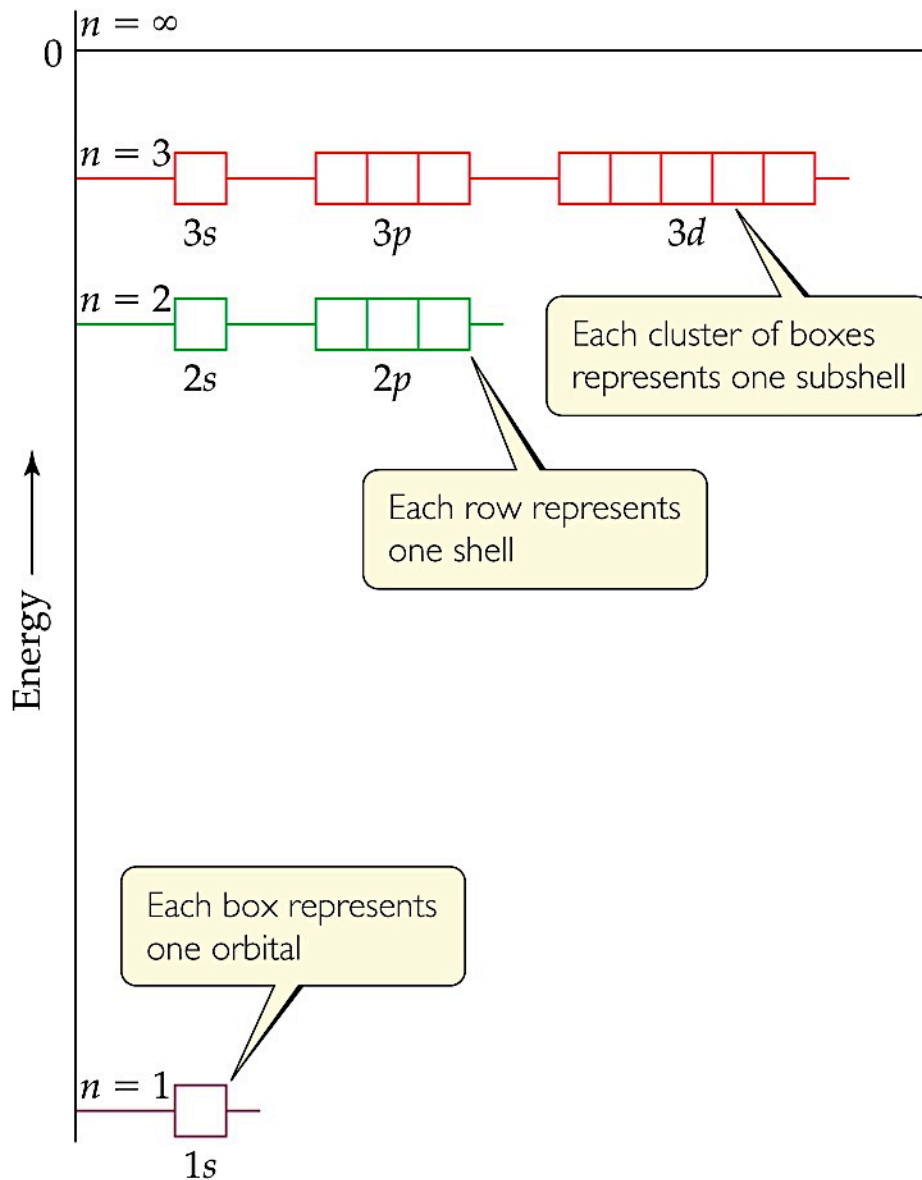 n = ∞
0
n = 3
3s
3p
3d
n = 2
2s
2p
Each cluster of boxes
represents one subshell
Each row represents
one shell
Energy
Each box represents
one orbital
n = 1
1s